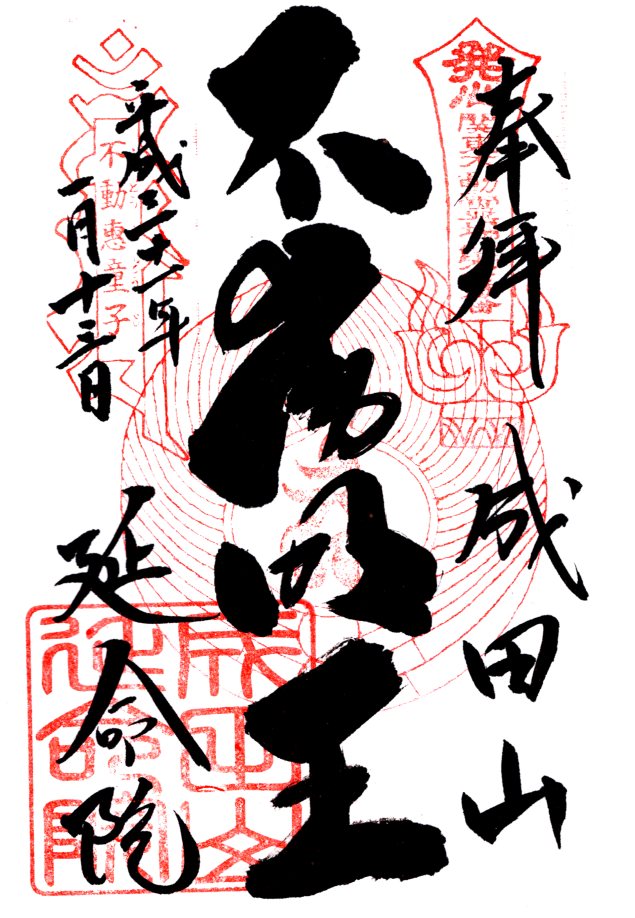 奉拝
成田山
不動明王
平成三十一年
一月十三日
延命院
不動恵童子
成田山
延命院